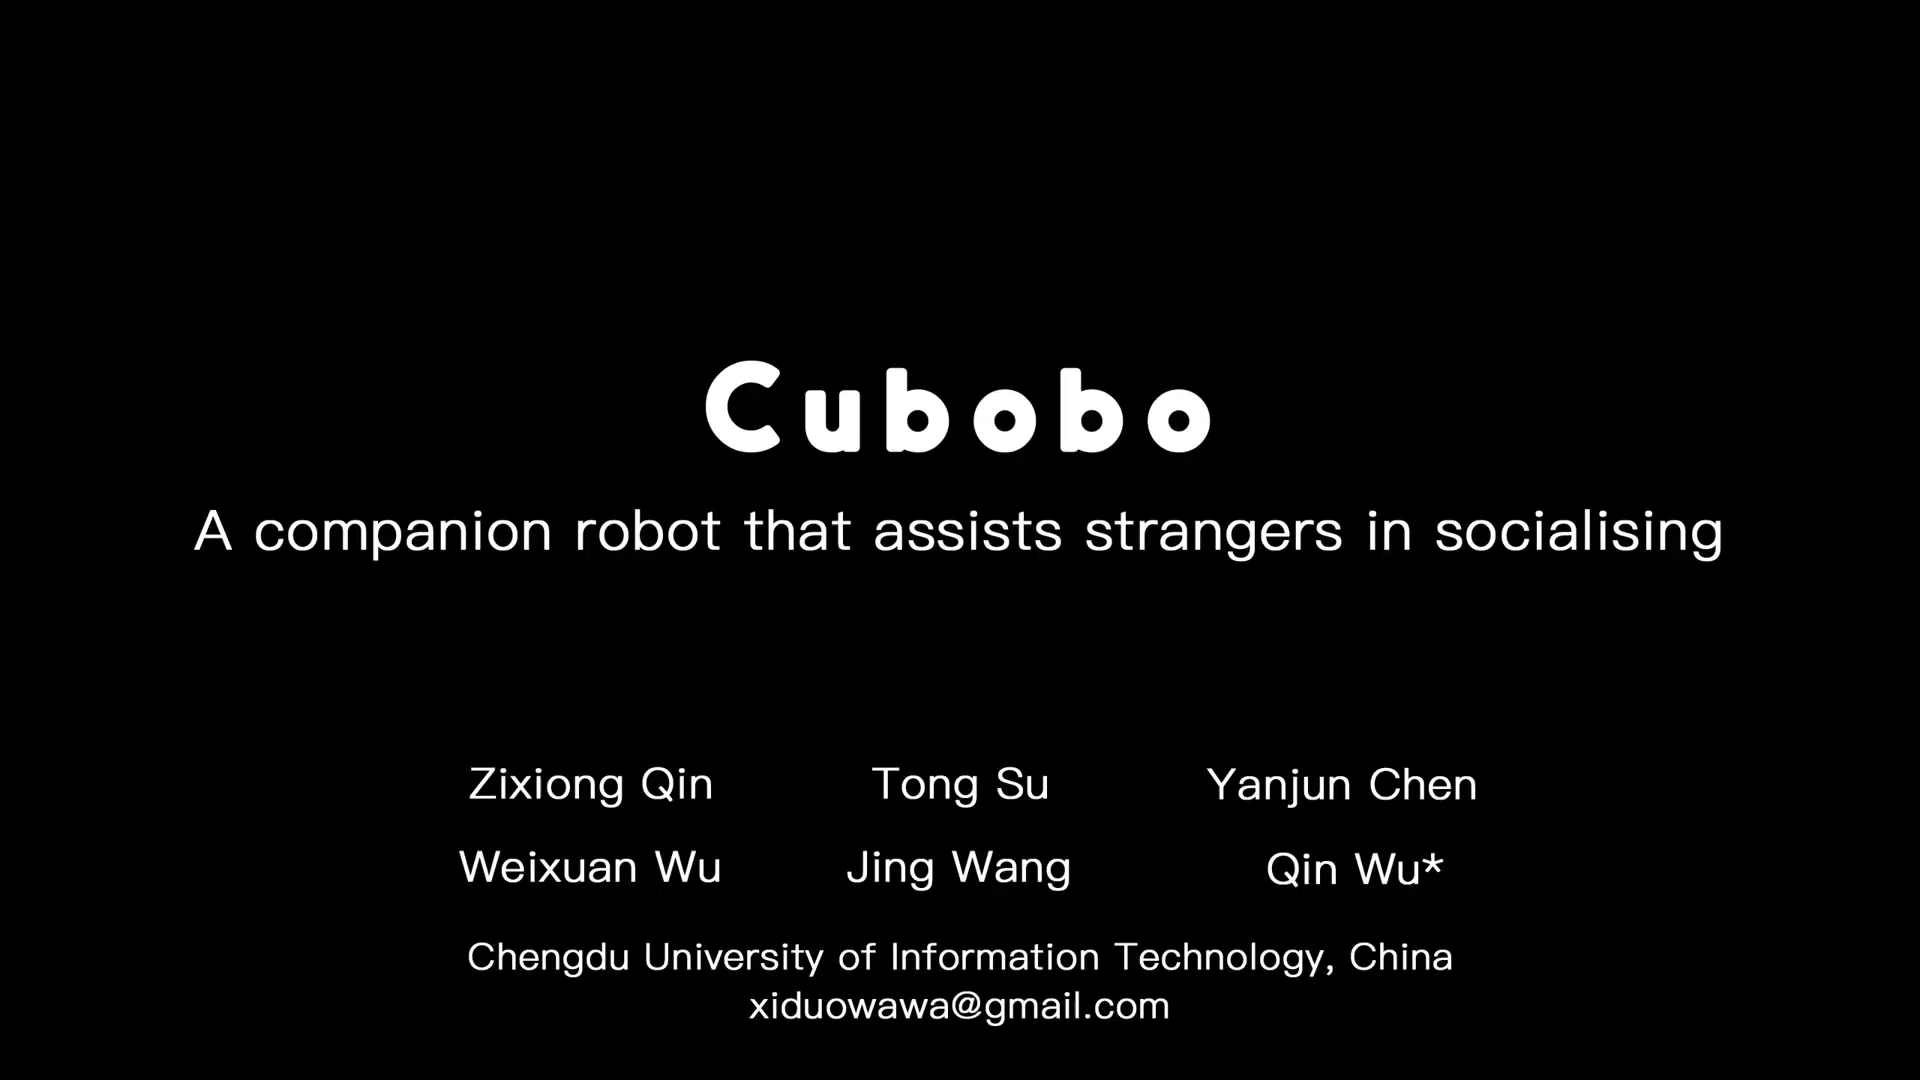 Cubobo
A companion robot that assists strangers in socialising
Zixiong Qin Tong Su Yanjun Chen
Weixuan Wu Jing Wang Qin Wu*
Chengdu University of Information Technology, China
xiduowawa@gmail.com